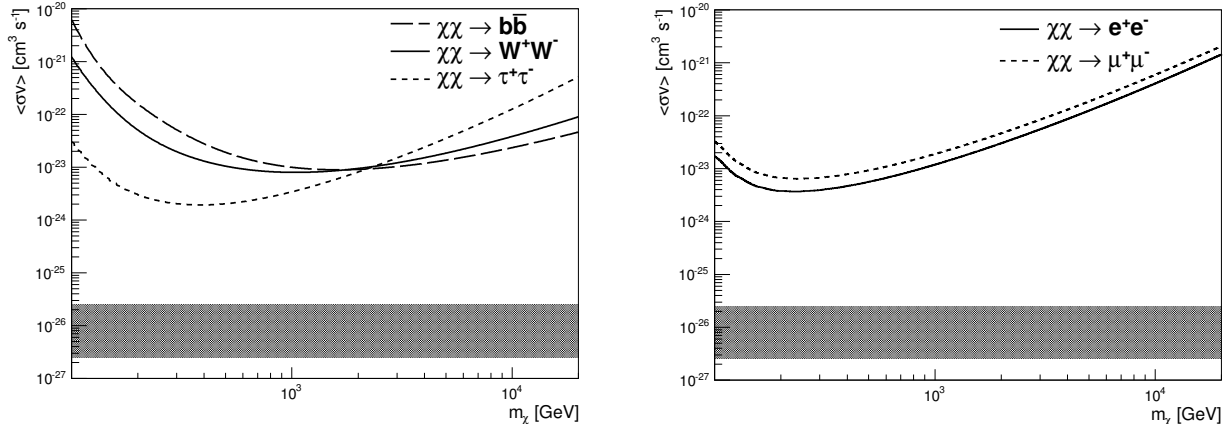 <σv> [cm³ s⁻¹]
10⁻²⁰
10⁻²¹
10⁻²²
10⁻²³
10⁻²⁴
10⁻²⁵
10⁻²⁶
10⁻²⁷
χχ → bb̅
χχ → W⁺W⁻
χχ → τ⁺τ⁻
10³
10⁴
mχ [GeV]
<σv> [cm³ s⁻¹]
10⁻²⁰
10⁻²¹
10⁻²²
10⁻²³
10⁻²⁴
10⁻²⁵
10⁻²⁶
10⁻²⁷
χχ → e⁺e⁻
χχ → μ⁺μ⁻
10³
10⁴
mχ [GeV]